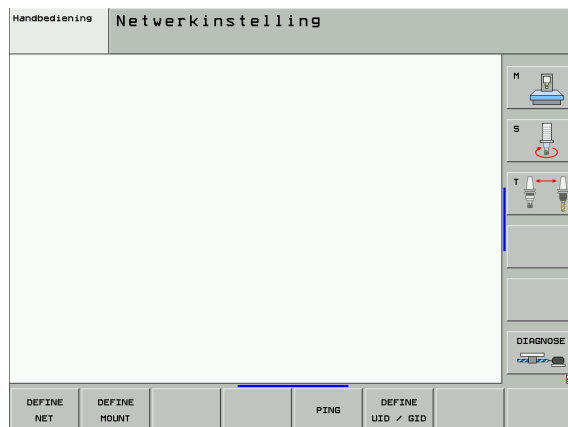 Handbediening
Netwerkinstelling
M
S
T
DIAGNOSE
DEFINE
NET
DEFINE
MOUNT
PING
DEFINE
UID / GID